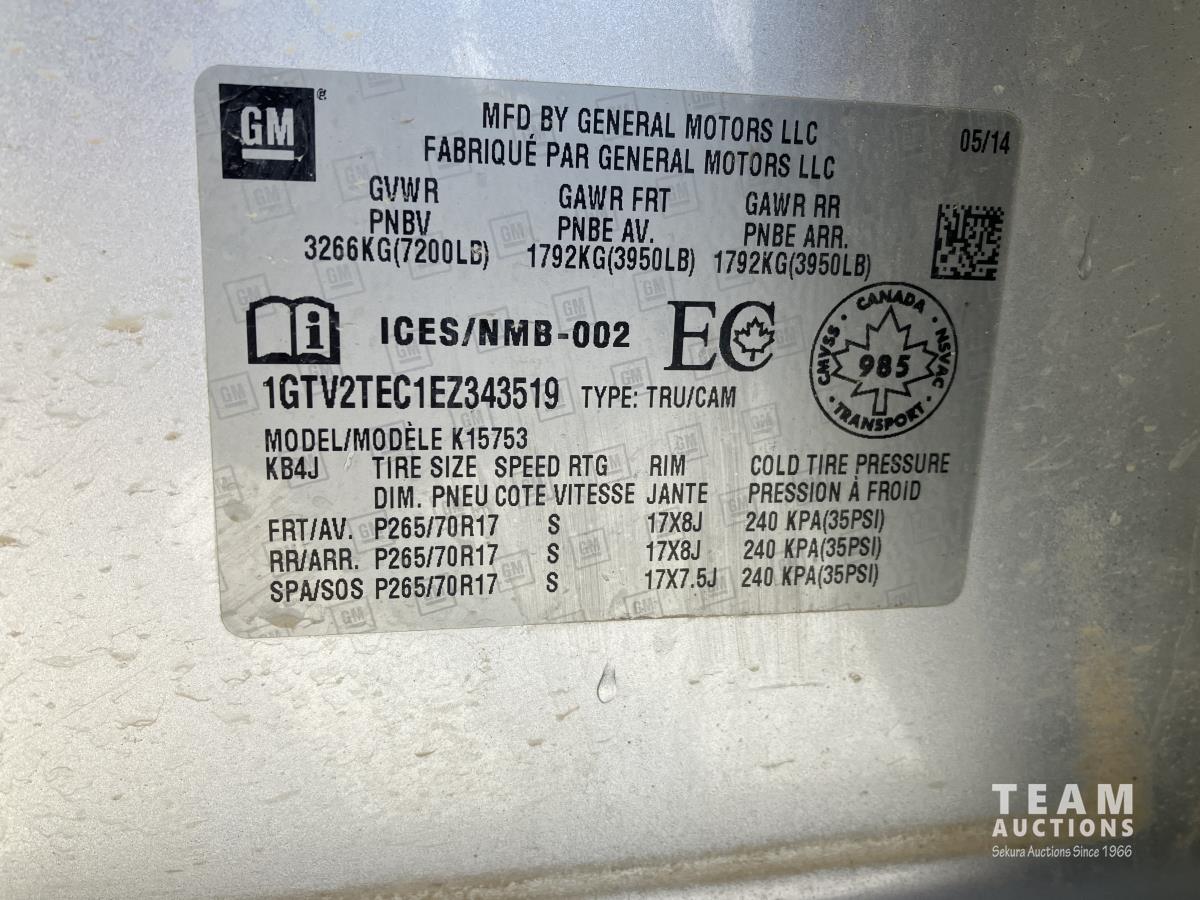 GM
MFD BY GENERAL MOTORS LLC
FABRIQUÉ PAR GENERAL MOTORS LLC
05/14
GVWR GAWR FRT GAWR RR
PNBV PNBE AV. PNBE ARR.
3266KG(7200LB) 1792KG(3950LB) 1792KG(3950LB)
i ICES/NMB-002 EC
CANADA
CMVSS · NSVAC
985
TRANSPORT
1GTV2TEC1EZ343519 TYPE: TRU/CAM
MODEL/MODÈLE K15753
KB4J TIRE SIZE SPEED RTG RIM COLD TIRE PRESSURE
DIM. PNEU COTE VITESSE JANTE PRESSION À FROID
FRT/AV. P265/70R17 S 17X8J 240 KPA(35PSI)
RR/ARR. P265/70R17 S 17X8J 240 KPA(35PSI)
SPA/SOS P265/70R17 S 17X7.5J 240 KPA(35PSI)
TEAM
AUCTIONS
Sekura Auctions Since 1966